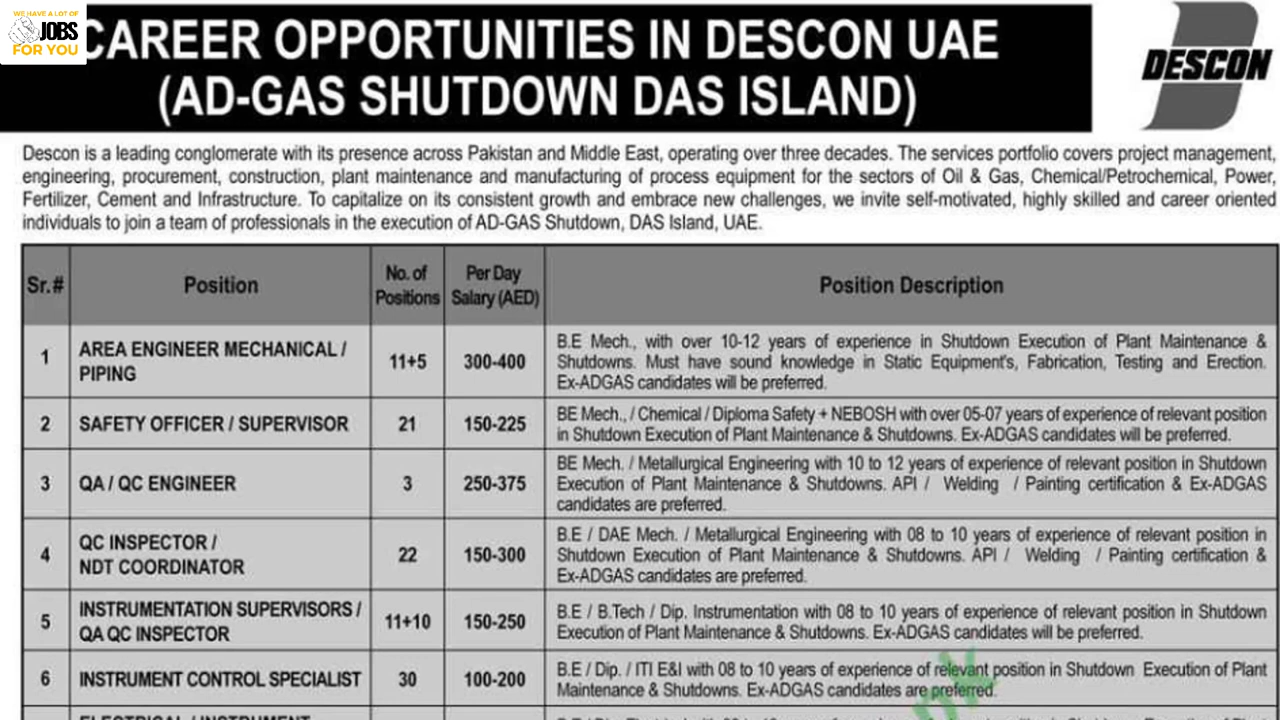 WE HAVE A LOT OF
JOBS
FOR YOU
CAREER OPPORTUNITIES IN DESCON UAE
(AD-GAS SHUTDOWN DAS ISLAND)
DESCON
Descon is a leading conglomerate with its presence across Pakistan and Middle East, operating over three decades. The services portfolio covers project management,
engineering, procurement, construction, plant maintenance and manufacturing of process equipment for the sectors of Oil & Gas, Chemical/Petrochemical, Power,
Fertilizer, Cement and Infrastructure. To capitalize on its consistent growth and embrace new challenges, we invite self-motivated, highly skilled and career oriented
individuals to join a team of professionals in the execution of AD-GAS Shutdown, DAS Island, UAE.
Sr.#
Position
No. of
Positions
Per Day
Salary (AED)
Position Description
1
AREA ENGINEER MECHANICAL /
PIPING
11+5
300-400
B.E Mech., with over 10-12 years of experience in Shutdown Execution of Plant Maintenance &
Shutdowns. Must have sound knowledge in Static Equipment's, Fabrication, Testing and Erection.
Ex-ADGAS candidates will be preferred.
2
SAFETY OFFICER / SUPERVISOR
21
150-225
BE Mech., / Chemical / Diploma Safety + NEBOSH with over 05-07 years of experience of relevant position
in Shutdown Execution of Plant Maintenance & Shutdowns. Ex-ADGAS candidates will be preferred.
3
QA / QC ENGINEER
3
250-375
BE Mech. / Metallurgical Engineering with 10 to 12 years of experience of relevant position in Shutdown
Execution of Plant Maintenance & Shutdowns. API / Welding / Painting certification & Ex-ADGAS
candidates are preferred.
4
QC INSPECTOR /
NDT COORDINATOR
22
150-300
B.E / DAE Mech. / Metallurgical Engineering with 08 to 10 years of experience of relevant position in
Shutdown Execution of Plant Maintenance & Shutdowns. API / Welding / Painting certification &
Ex-ADGAS candidates are preferred.
5
INSTRUMENTATION SUPERVISORS /
QA QC INSPECTOR
11+10
150-250
B.E / B.Tech / Dip. Instrumentation with 08 to 10 years of experience of relevant position in Shutdown
Execution of Plant Maintenance & Shutdowns. Ex-ADGAS candidates will be preferred.
6
INSTRUMENT CONTROL SPECIALIST
30
100-200
B.E / Dip. / ITI E&I with 08 to 10 years of experience of relevant position in Shutdown Execution of Plant
Maintenance & Shutdowns. Ex-ADGAS candidates are preferred.
ELECTRICAL / INSTRUMENT